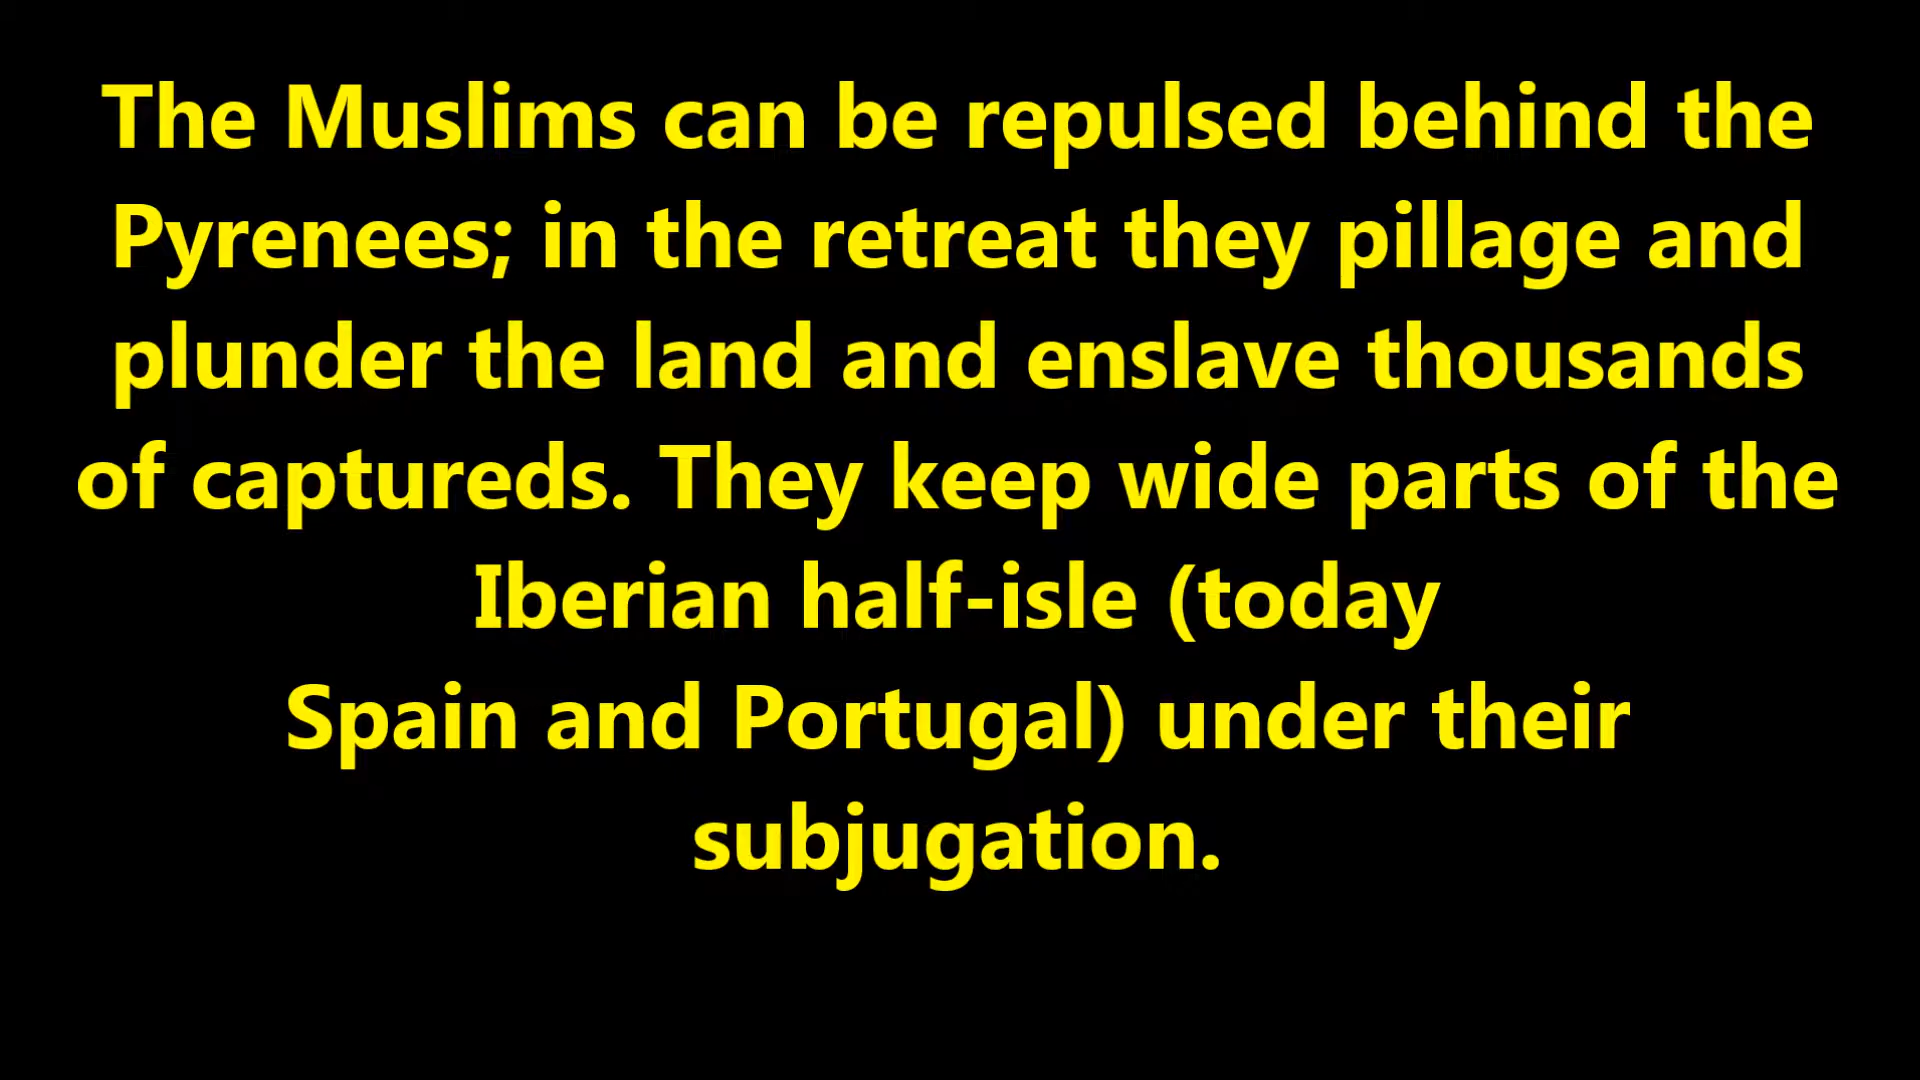 The Muslims can be repulsed behind the
Pyrenees; in the retreat they pillage and
plunder the land and enslave thousands
of captureds. They keep wide parts of the
Iberian half-isle (today
Spain and Portugal) under their
subjugation.